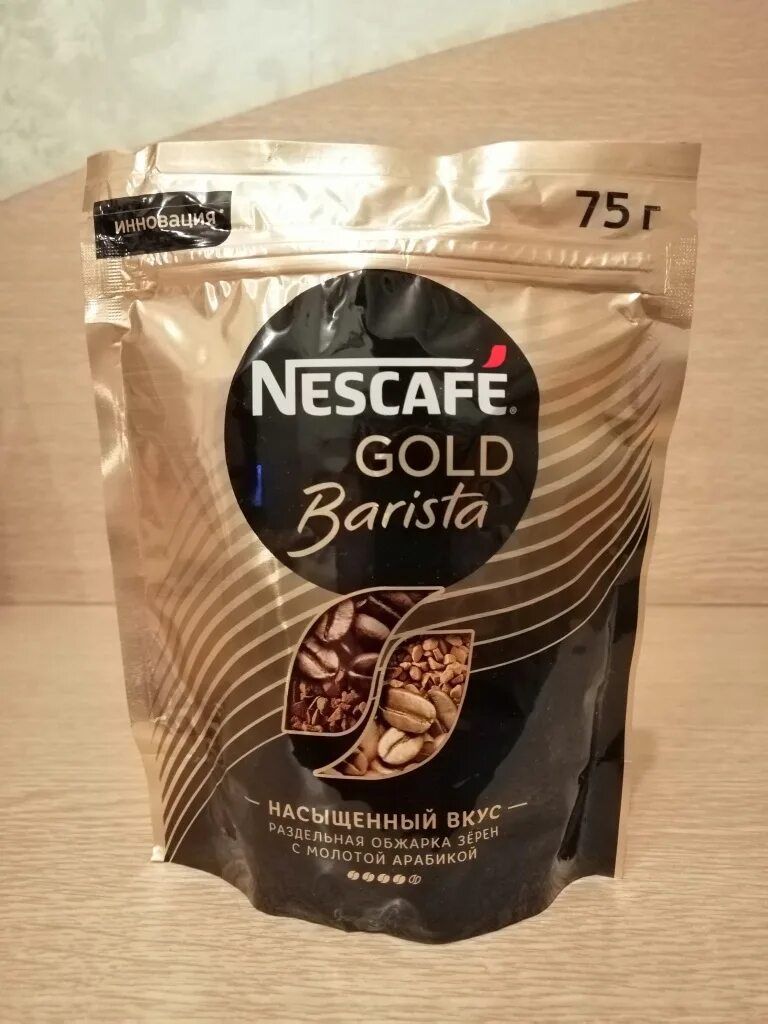 инновация
75 г
NESCAFÉ®
GOLD
Barista
— НАСЫЩЕННЫЙ ВКУС —
РАЗДЕЛЬНАЯ ОБЖАРКА ЗЁРЕН
С МОЛОТОЙ АРАБИКОЙ